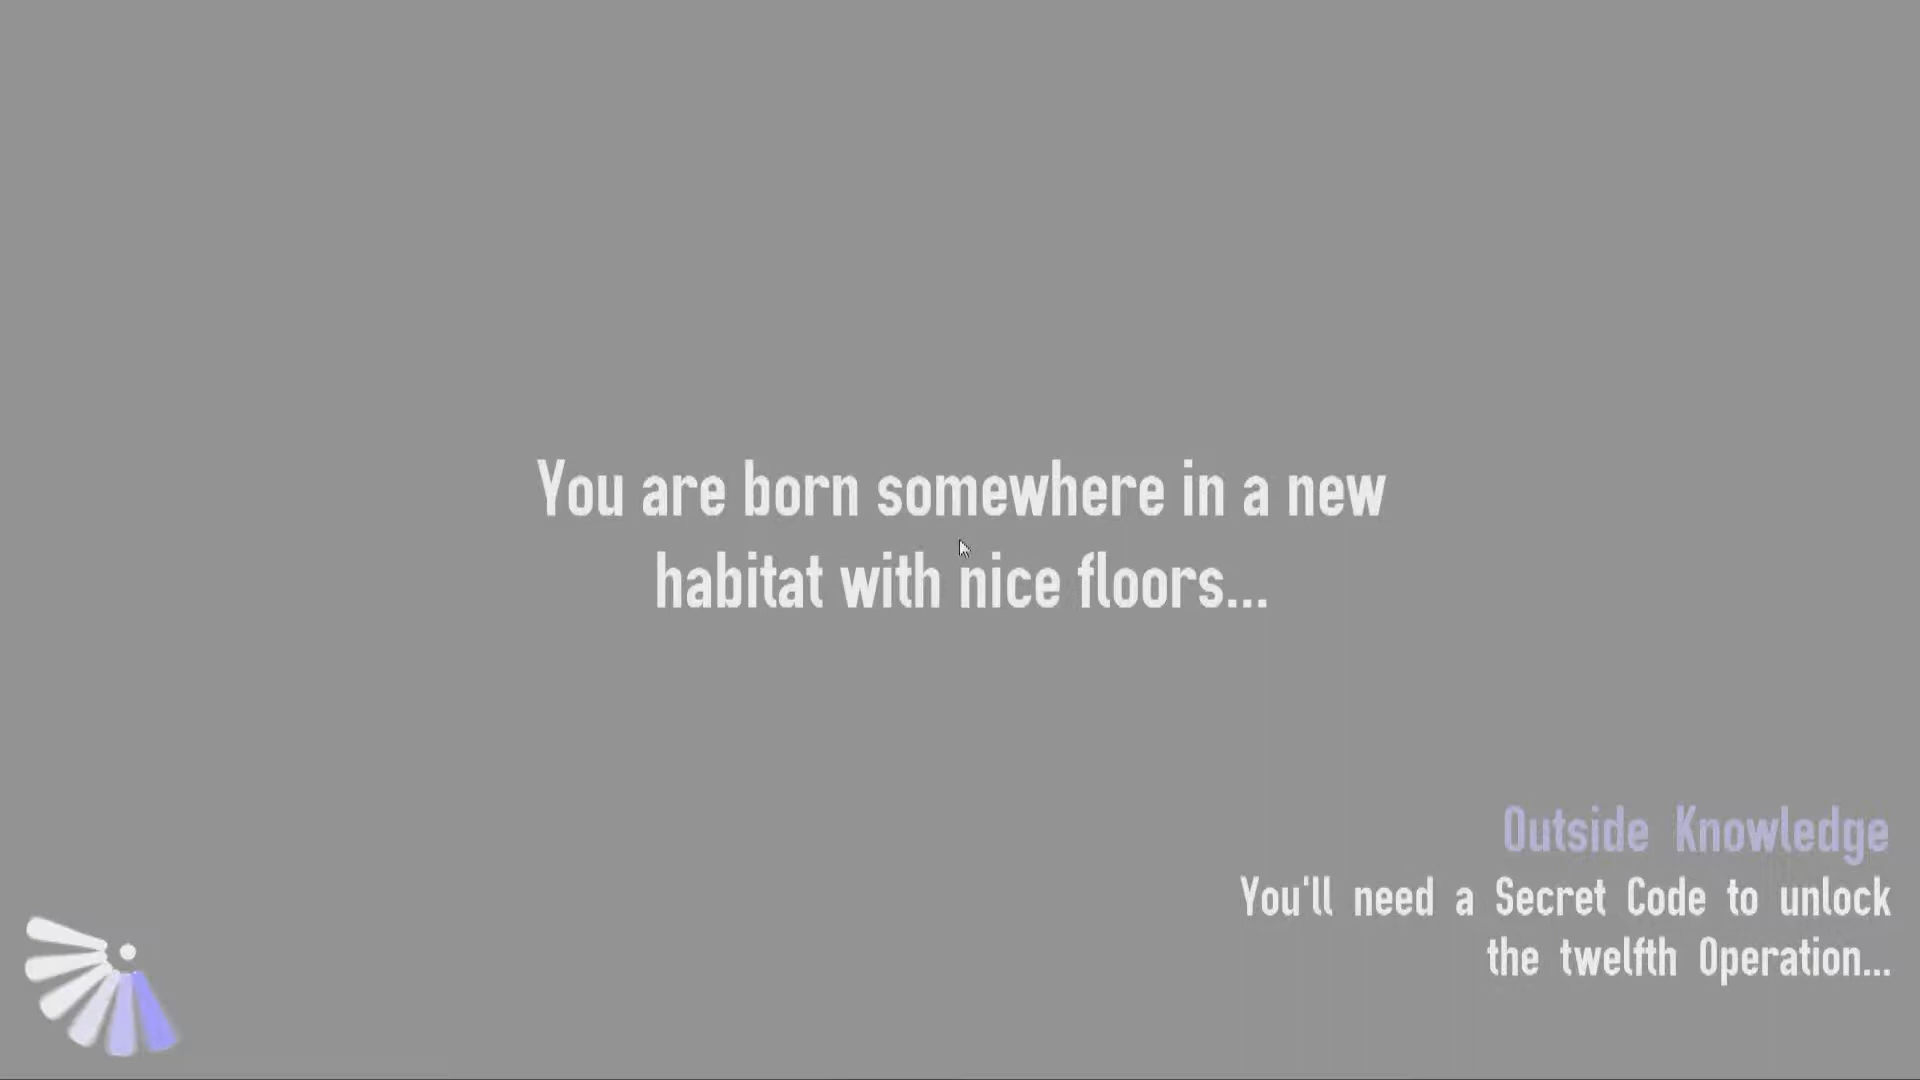 You are born somewhere in a new
habitat with nice floors...
Outside Knowledge
You'll need a Secret Code to unlock
the twelfth Operation...